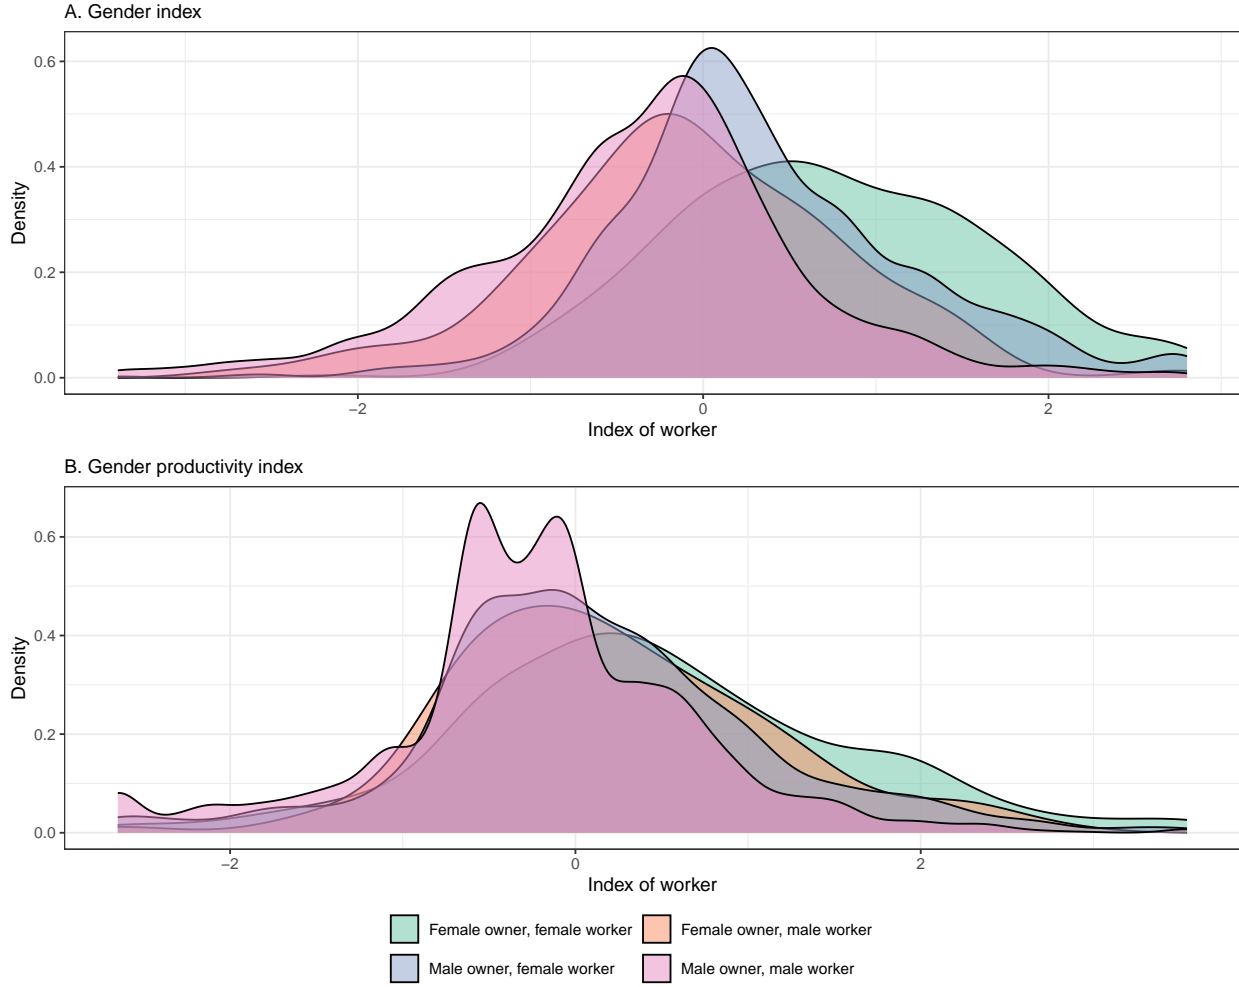 A. Gender index
0.6
0.4
0.2
0.0
Density
−2 0 2
Index of worker
B. Gender productivity index
0.6
0.4
0.2
0.0
Density
−2 0 2
Index of worker
Female owner, female worker Female owner, male worker
Male owner, female worker Male owner, male worker